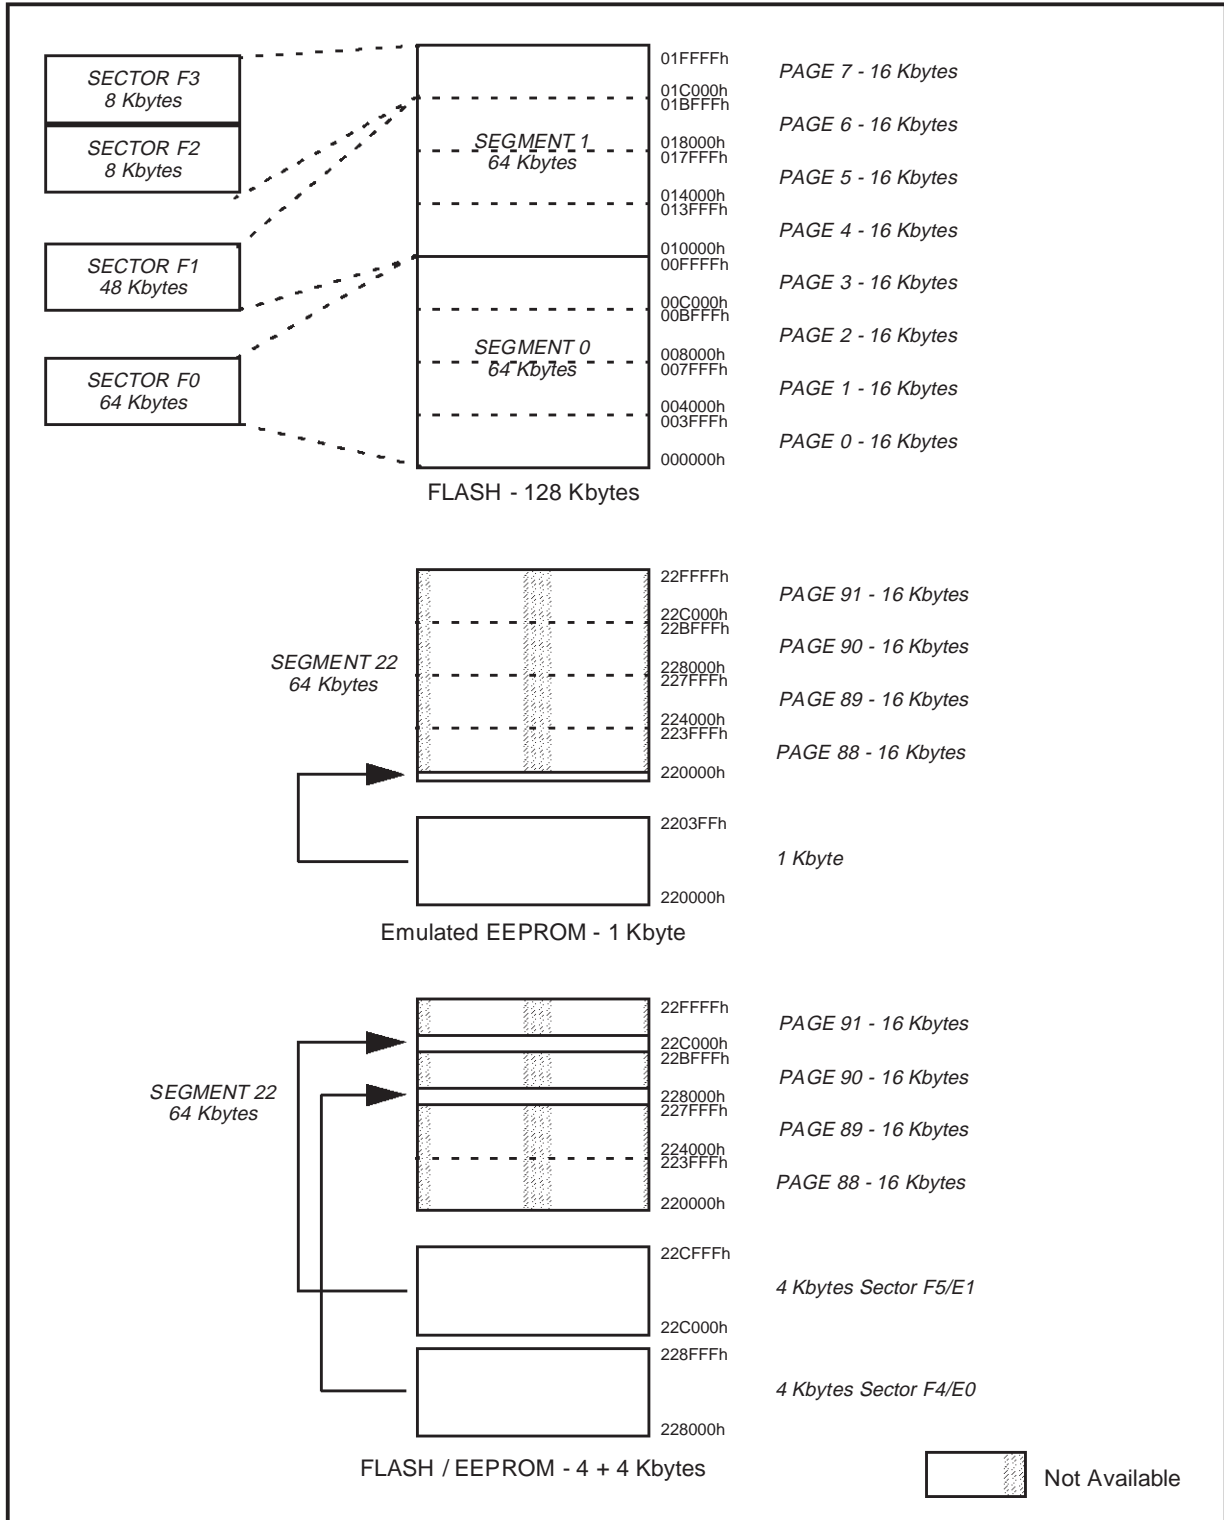 SECTOR F3
8 Kbytes
SECTOR F2
8 Kbytes
SECTOR F1
48 Kbytes
SECTOR F0
64 Kbytes
SEGMENT 1
64 Kbytes
SEGMENT 0
64 Kbytes
01FFFFh
01C000h
01BFFFh
018000h
017FFFh
014000h
013FFFh
010000h
00FFFFh
00C000h
00BFFFh
008000h
007FFFh
004000h
003FFFh
000000h
PAGE 7 - 16 Kbytes
PAGE 6 - 16 Kbytes
PAGE 5 - 16 Kbytes
PAGE 4 - 16 Kbytes
PAGE 3 - 16 Kbytes
PAGE 2 - 16 Kbytes
PAGE 1 - 16 Kbytes
PAGE 0 - 16 Kbytes
FLASH - 128 Kbytes
SEGMENT 22
64 Kbytes
22FFFFh
22C000h
22BFFFh
228000h
227FFFh
224000h
223FFFh
220000h
PAGE 91 - 16 Kbytes
PAGE 90 - 16 Kbytes
PAGE 89 - 16 Kbytes
PAGE 88 - 16 Kbytes
2203FFh
220000h
1 Kbyte
Emulated EEPROM - 1 Kbyte
SEGMENT 22
64 Kbytes
22FFFFh
22C000h
22BFFFh
228000h
227FFFh
224000h
223FFFh
220000h
PAGE 91 - 16 Kbytes
PAGE 90 - 16 Kbytes
PAGE 89 - 16 Kbytes
PAGE 88 - 16 Kbytes
22CFFFh
22C000h
4 Kbytes Sector F5/E1
228FFFh
228000h
4 Kbytes Sector F4/E0
FLASH / EEPROM - 4 + 4 Kbytes
Not Available